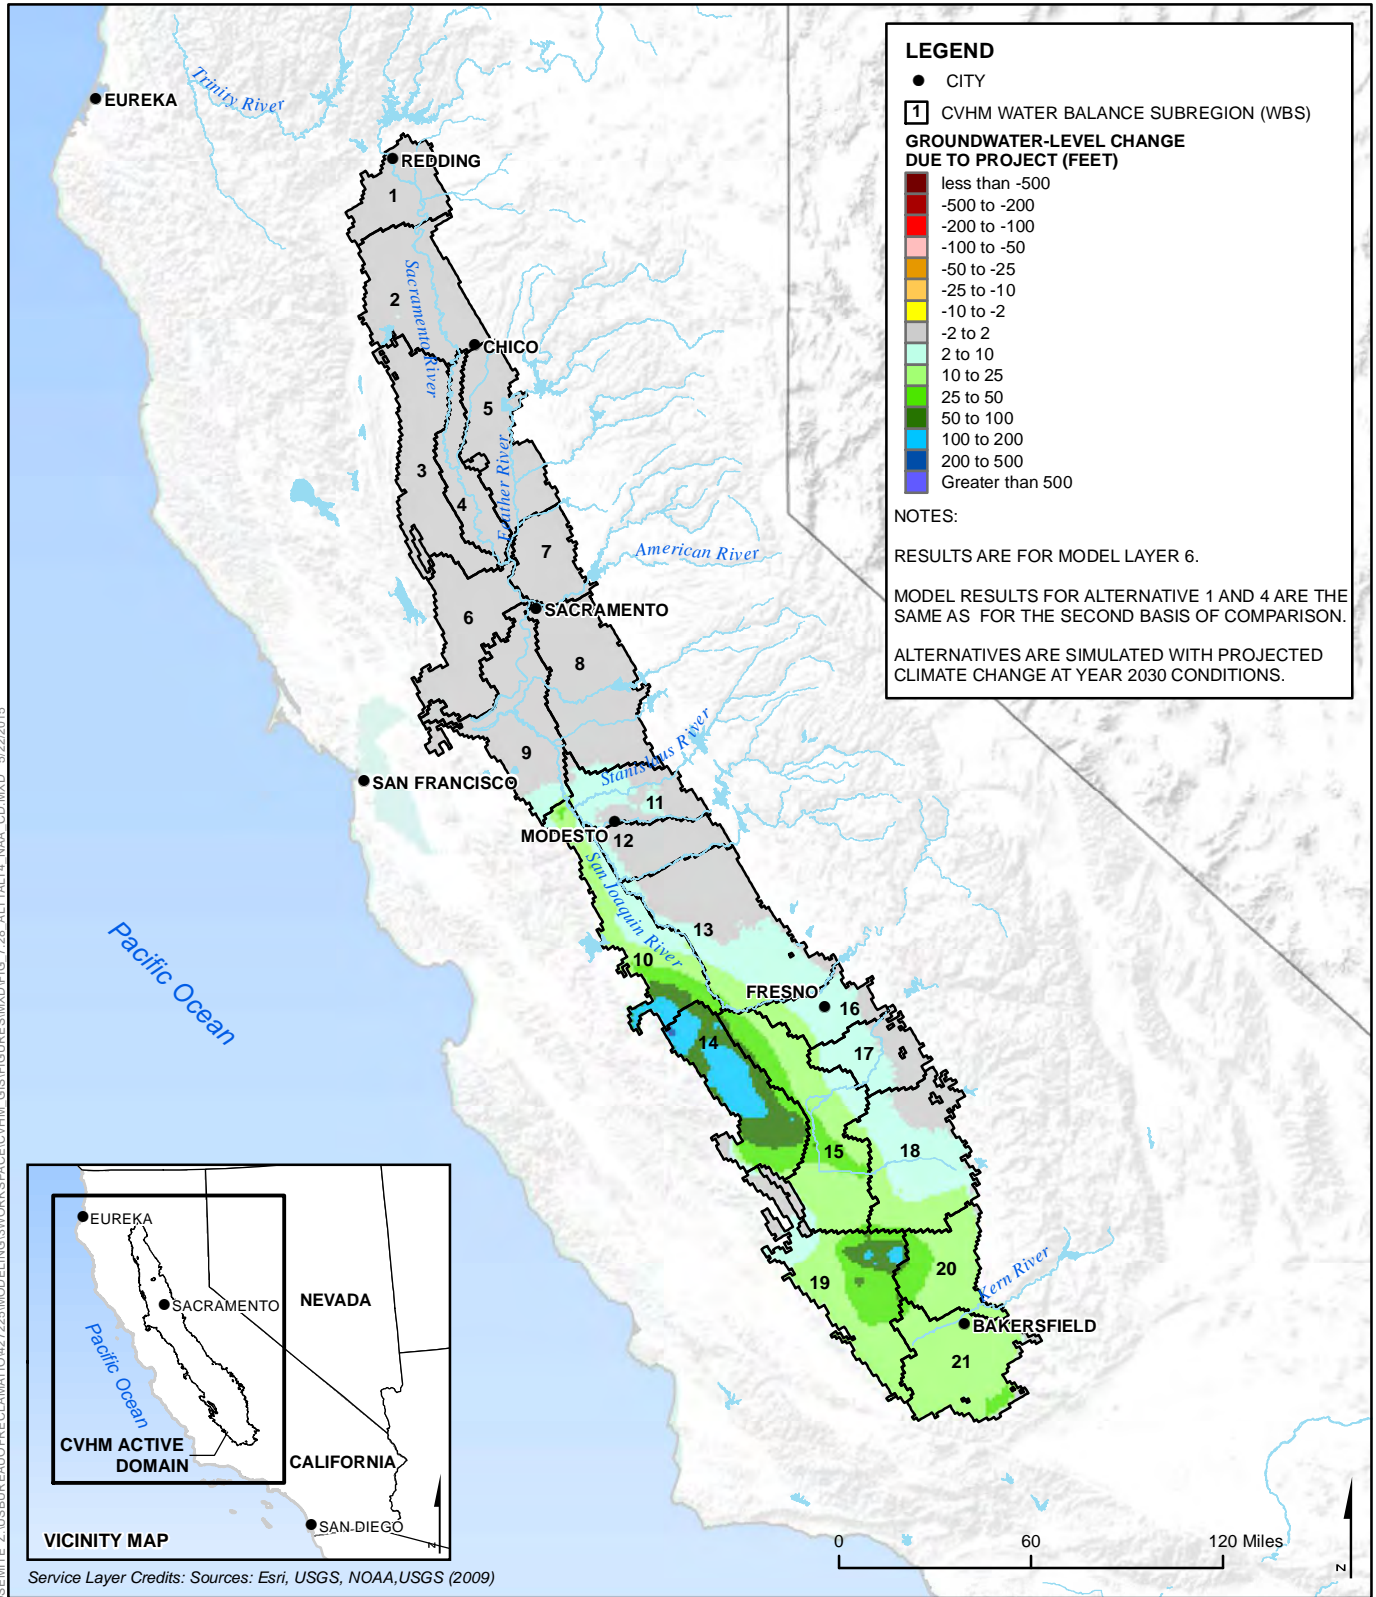 EUREKA
Trinity River
REDDING
1
2
Sacramento River
CHICO
5
3
4
Feather River
7
American River
6
SACRAMENTO
8
9
Stanislaus River
SAN FRANCISCO
11
MODESTO
12
San Joaquin River
13
10
FRESNO
16
14
17
15
18
19
20
Kern River
BAKERSFIELD
21
Pacific Ocean
LEGEND
CITY
1 CVHM WATER BALANCE SUBREGION (WBS)
GROUNDWATER-LEVEL CHANGE
DUE TO PROJECT (FEET)
less than -500
-500 to -200
-200 to -100
-100 to -50
-50 to -25
-25 to -10
-10 to -2
-2 to 2
2 to 10
10 to 25
25 to 50
50 to 100
100 to 200
200 to 500
Greater than 500
NOTES:
RESULTS ARE FOR MODEL LAYER 6.
MODEL RESULTS FOR ALTERNATIVE 1 AND 4 ARE THE
SAME AS FOR THE SECOND BASIS OF COMPARISON.
ALTERNATIVES ARE SIMULATED WITH PROJECTED
CLIMATE CHANGE AT YEAR 2030 CONDITIONS.
EUREKA
SACRAMENTO
NEVADA
Pacific Ocean
CVHM ACTIVE
DOMAIN
CALIFORNIA
SAN DIEGO
VICINITY MAP
Z
0 60 120 Miles
Z
Service Layer Credits: Sources: Esri, USGS, NOAA,USGS (2009)